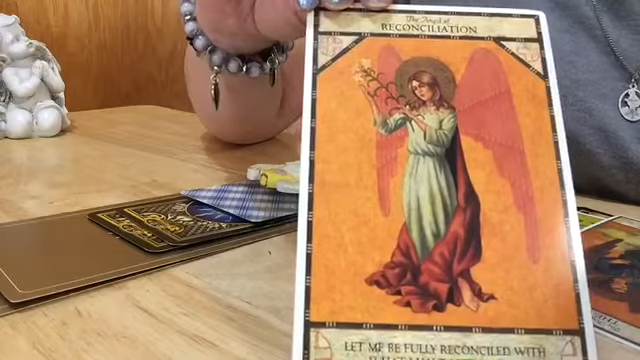 The Angel of
RECONCILIATION
LET ME BE FULLY RECONCILED WITH